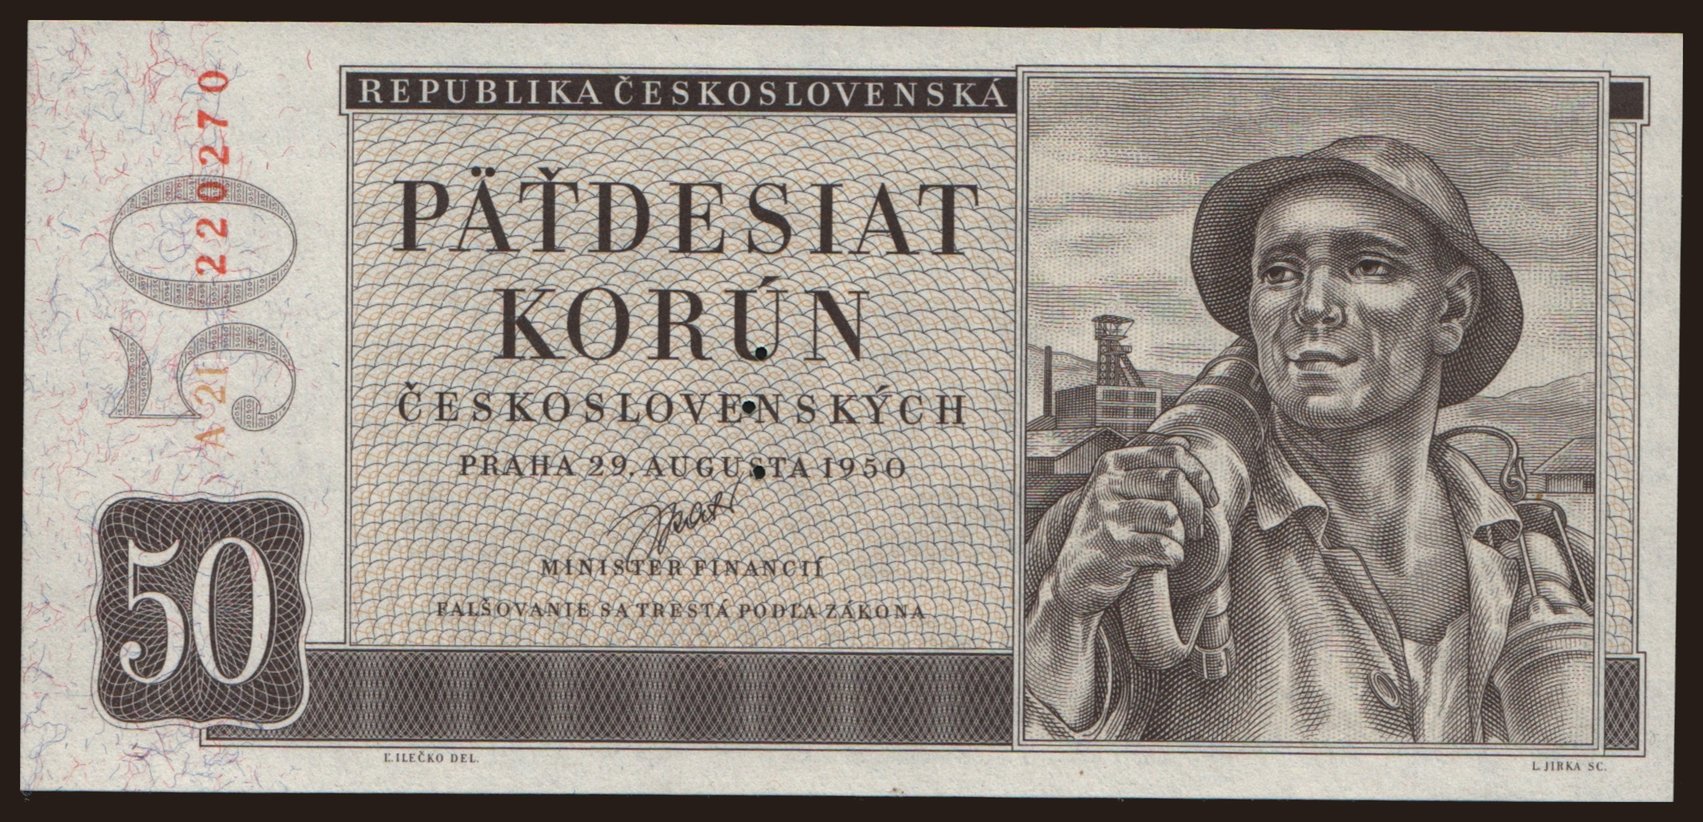 REPUBLIKA ČESKOSLOVENSKÁ
PÄŤDESIAT
KORÚN
ČESKOSLOVENSKÝCH
PRAHA 29. AUGUSTA 1950
MINISTER FINANCIÍ
FALŠOVANIE SA TRESTÁ PODĽA ZÁKONA
50
A 21 220270
50
Ľ. ILEČKO DEL.
L. JIRKA SC.